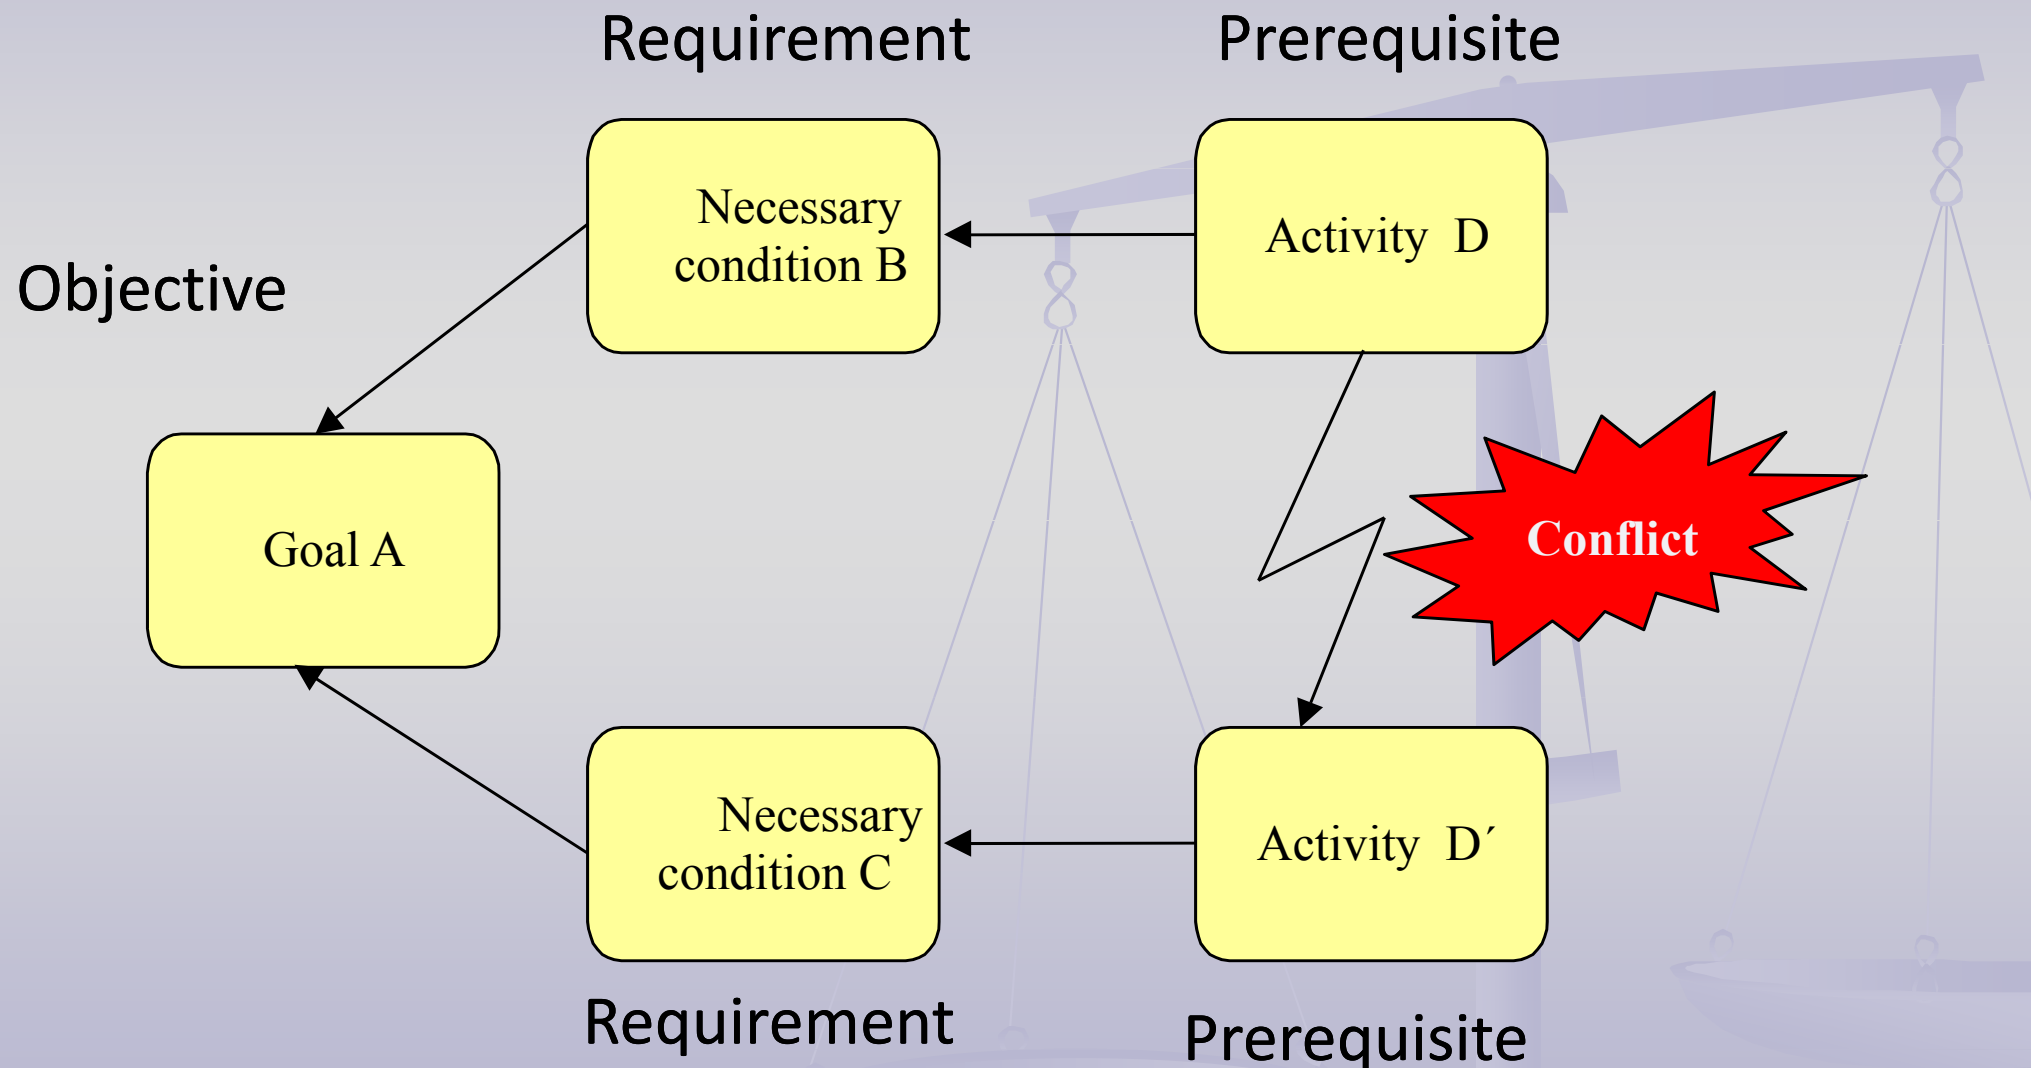 Requirement
Prerequisite
Necessary
condition B
Activity D
Objective
Goal A
Conflict
Necessary
condition C
Activity D´
Requirement
Prerequisite